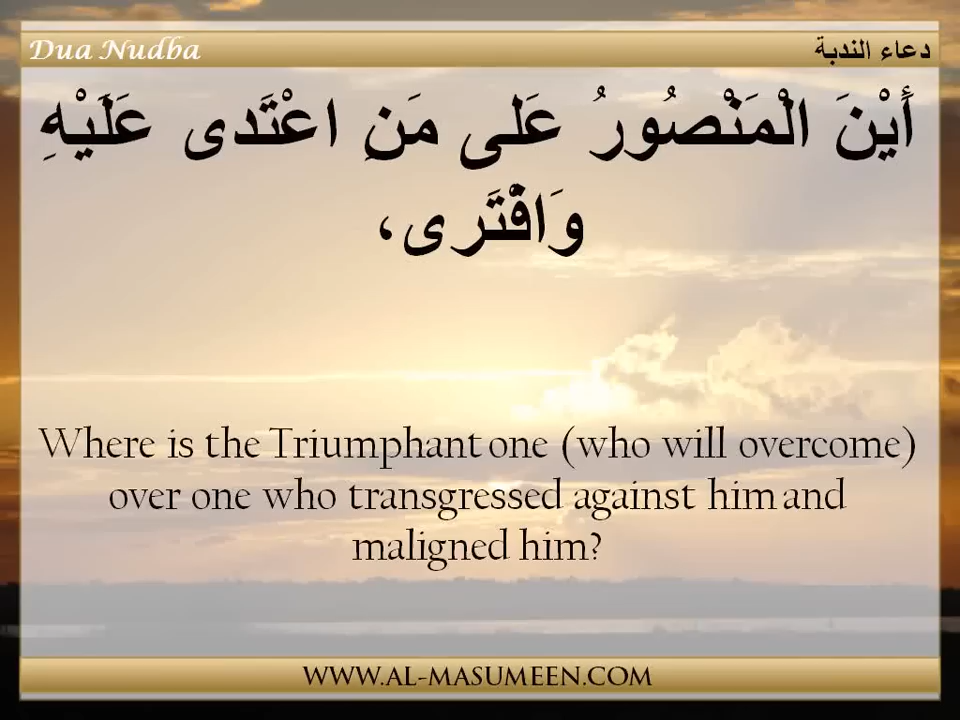 Dua Nudba
دعاء الندبة
أَيْنَ الْمَنْصُورُ عَلى مَنِ اعْتَدى عَلَيْهِ
وَافْتَرى،
Where is the Triumphant one (who will overcome)
over one who transgressed against him and
maligned him?
WWW.AL-MASUMEEN.COM